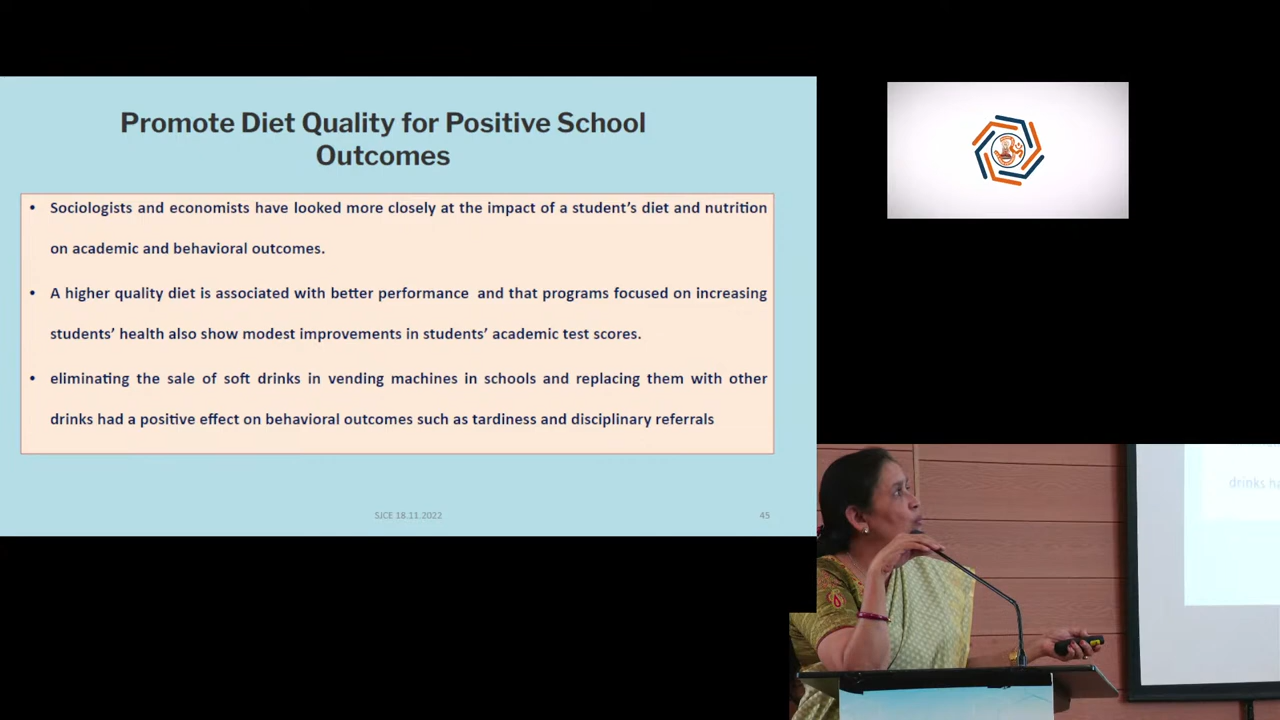 Promote Diet Quality for Positive School
Outcomes
• Sociologists and economists have looked more closely at the impact of a student's diet and nutrition
on academic and behavioral outcomes.
• A higher quality diet is associated with better performance and that programs focused on increasing
students' health also show modest improvements in students' academic test scores.
• eliminating the sale of soft drinks in vending machines in schools and replacing them with other
drinks had a positive effect on behavioral outcomes such as tardiness and disciplinary referrals
SJCE 18.11.2022
45
drinks ha